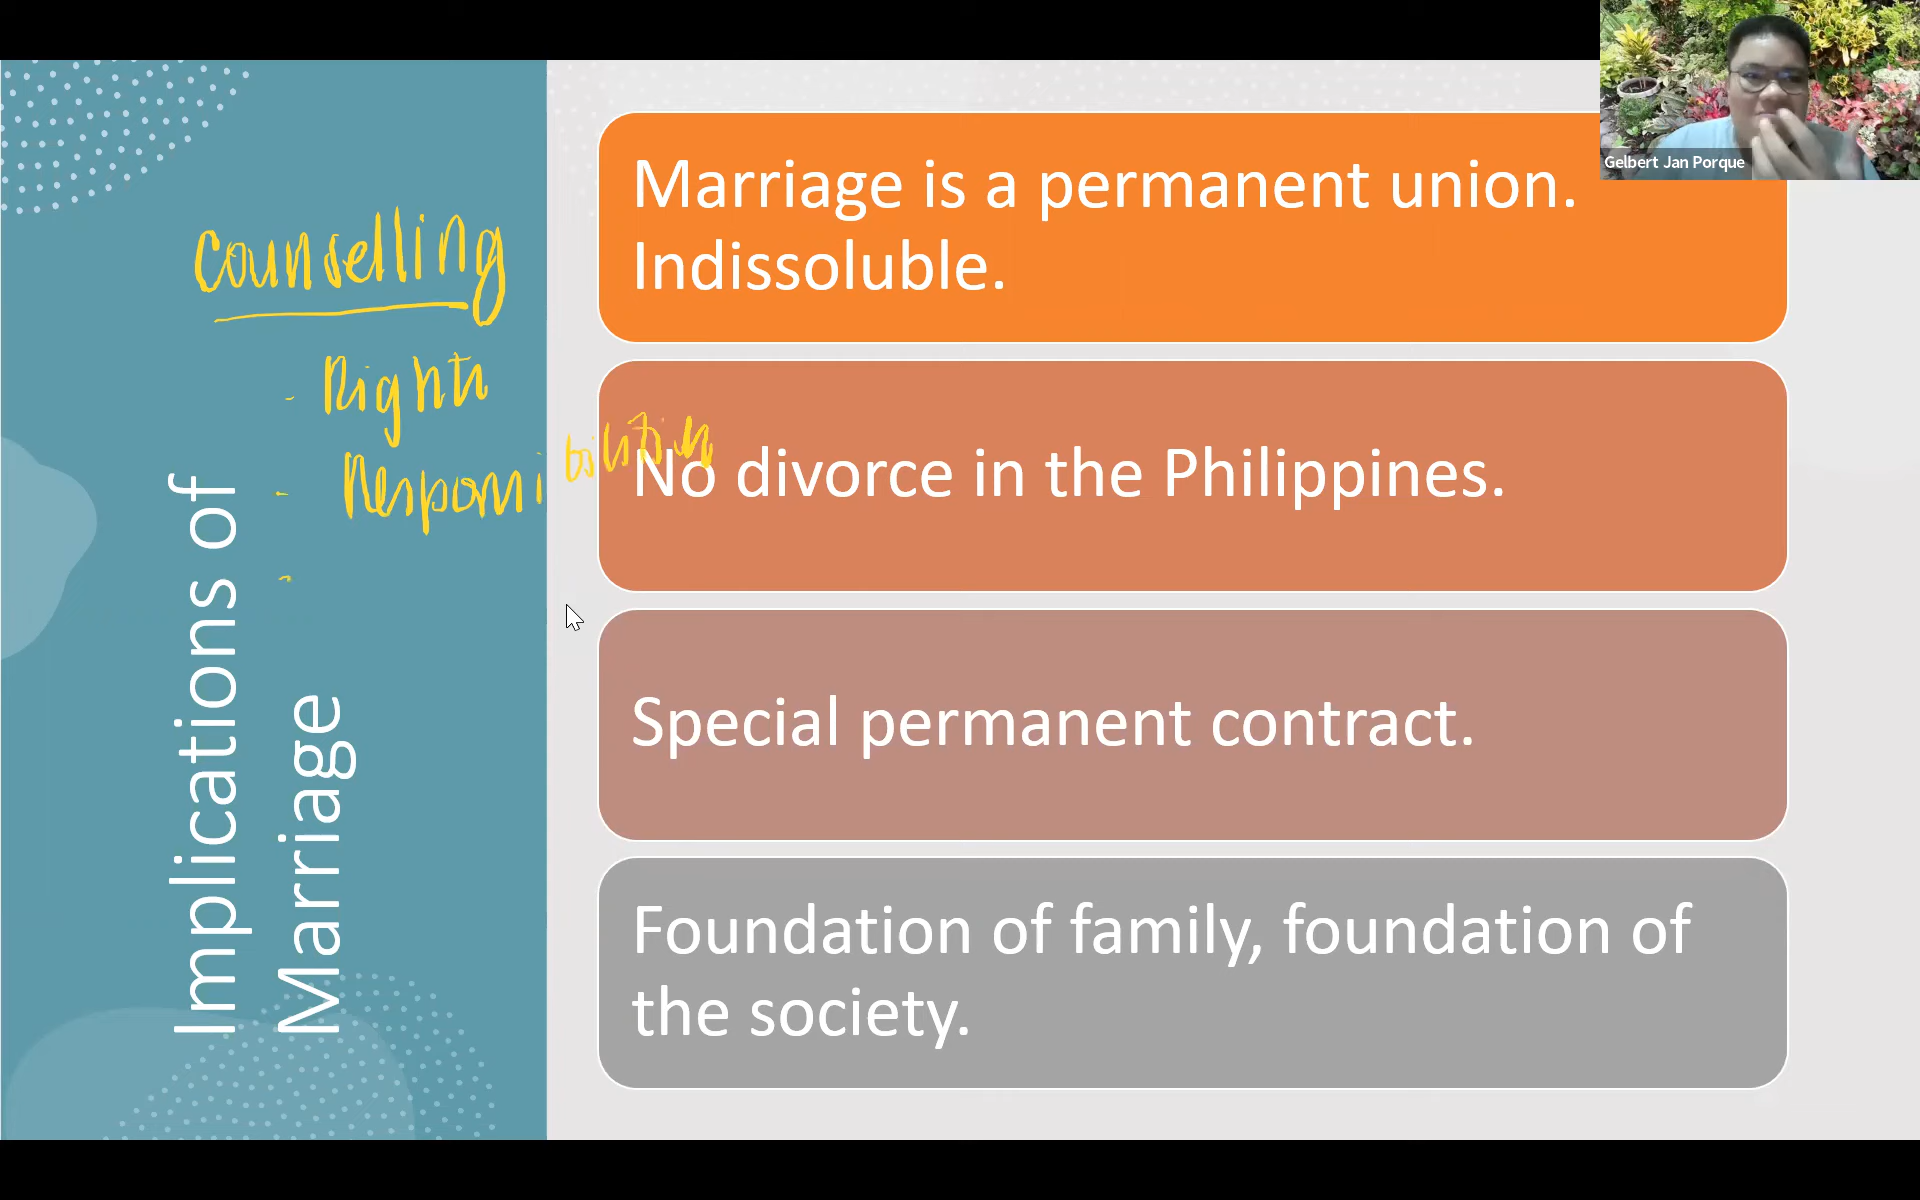 Implications of
Marriage
counselling
- Rights
- Responsibilities
-
Marriage is a permanent union.
Indissoluble.
No divorce in the Philippines.
Special permanent contract.
Foundation of family, foundation of
the society.
Gelbert Jan Porque